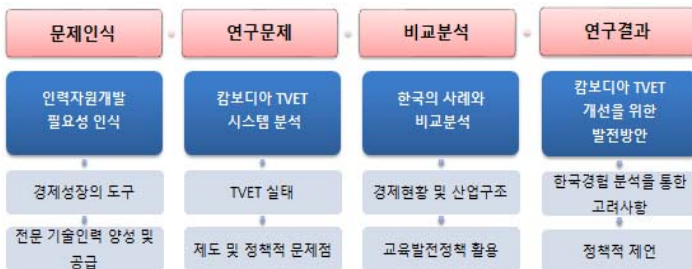 문제인식
연구문제
비교분석
연구결과
인력자원개발
필요성 인식
캄보디아 TVET
시스템 분석
한국의 사례와
비교분석
캄보디아 TVET
개선을 위한
발전방안
경제성장의 도구
TVET 실태
경제현황 및 산업구조
한국경험 분석을 통한
고려사항
전문 기술인력 양성 및
공급
제도 및 정책적 문제점
교육발전정책 활용
정책적 제언